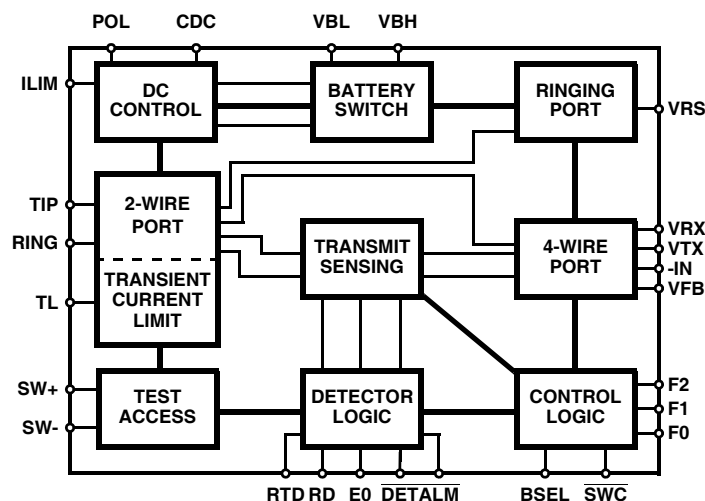 POL CDC VBL VBH
ILIM
DC
CONTROL
BATTERY
SWITCH
RINGING
PORT
VRS
TIP
RING
TL
2-WIRE
PORT
TRANSIENT
CURRENT
LIMIT
TRANSMIT
SENSING
4-WIRE
PORT
VRX
VTX
-IN
VFB
SW+
SW-
TEST
ACCESS
DETECTOR
LOGIC
CONTROL
LOGIC
F2
F1
F0
RTD RD E0 DET ALM BSEL SWC